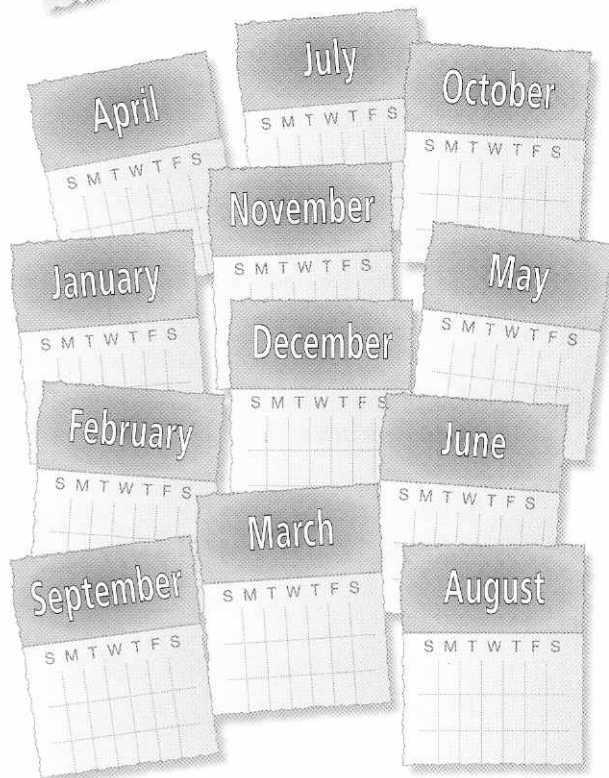 April
S M T W T F S
July
S M T W T F S
October
S M T W T F S
November
S M T W T F S
January
S M T W T F S
May
S M T W T F S
December
S M T W T F S
February
S M T W T F S
June
S M T W T F S
March
S M T W T F S
September
S M T W T F S
August
S M T W T F S